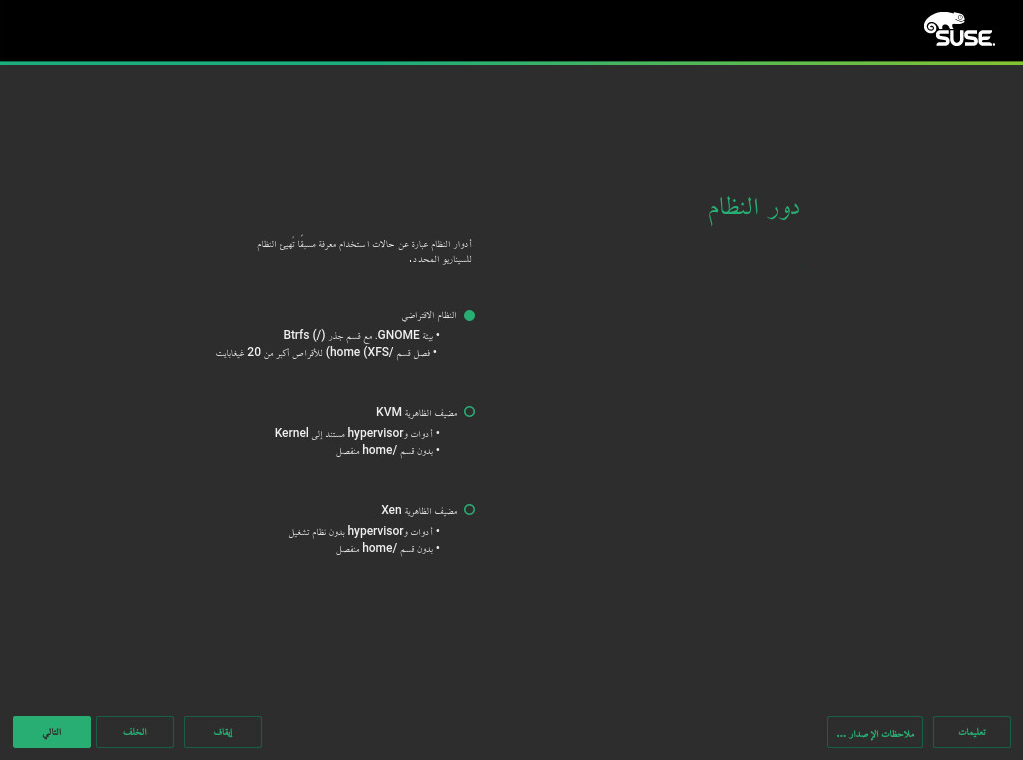 SUSE.
دور النظام
أدوار النظام عبارة عن حالات استخدام معرفة مسبقًا تُهيئ النظام
للسيناريو المحدد.
النظام الافتراضي
• بيئة GNOME، مع قسم جذر Btrfs (/)
• فصل قسم /home (XFS) للأقراص أكبر من 20 غيغابايت
مضيف الظاهرية KVM
• أدوات وhypervisor مستند إلى Kernel
• بدون قسم /home منفصل
مضيف الظاهرية Xen
• أدوات وhypervisor بدون نظام تشغيل
• بدون قسم /home منفصل
تعليمات
ملاحظات الإصدار ...
إيقاف
الخلف
التالي